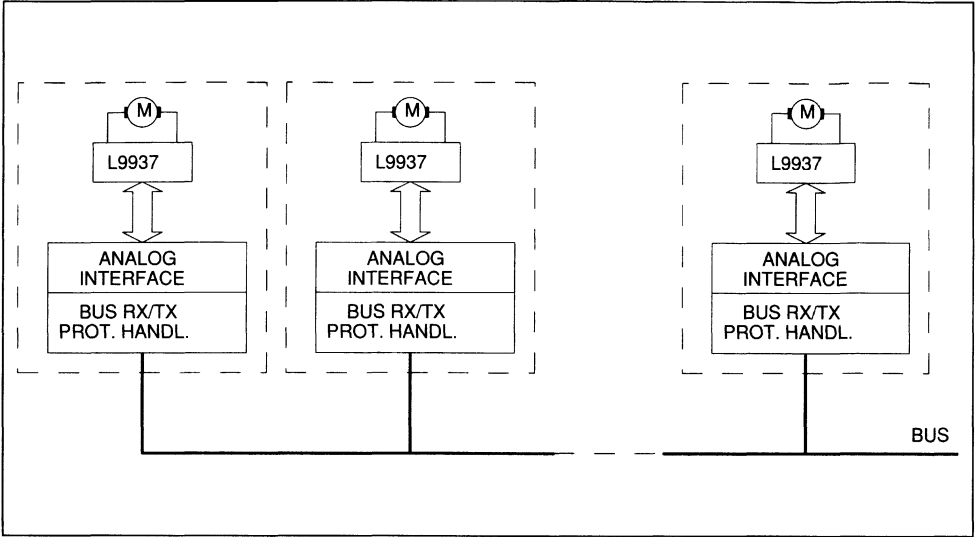 M
L9937
ANALOG
INTERFACE
BUS RX/TX
PROT. HANDL.
M
L9937
ANALOG
INTERFACE
BUS RX/TX
PROT. HANDL.
M
L9937
ANALOG
INTERFACE
BUS RX/TX
PROT. HANDL.
BUS